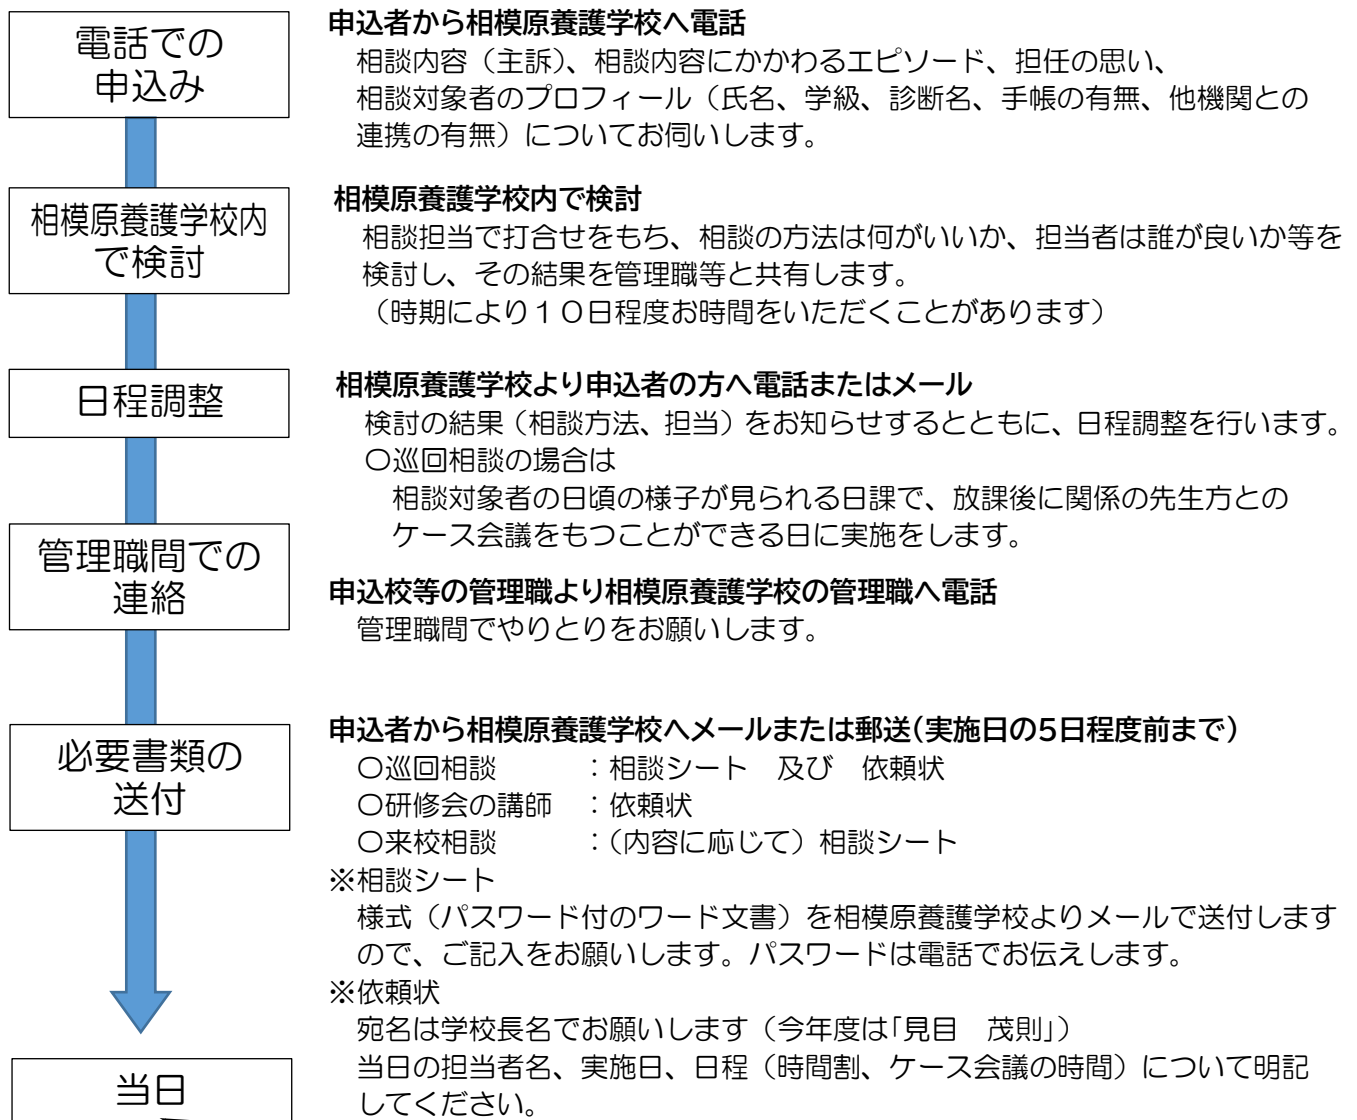 電話での
申込み
申込者から相模原養護学校へ電話
相談内容（主訴）、相談内容にかかわるエピソード、担任の思い、
相談対象者のプロフィール（氏名、学級、診断名、手帳の有無、他機関との
連携の有無）についてお伺いします。
相模原養護学校内
で検討
相模原養護学校内で検討
相談担当で打合せをもち、相談の方法は何がいいか、担当者は誰が良いか等を
検討し、その結果を管理職等と共有します。
（時期により１０日程度お時間をいただくことがあります）
日程調整
相模原養護学校より申込者の方へ電話またはメール
検討の結果（相談方法、担当）をお知らせするとともに、日程調整を行います。
〇巡回相談の場合は
相談対象者の日頃の様子が見られる日課で、放課後に関係の先生方との
ケース会議をもつことができる日に実施をします。
管理職間での
連絡
申込校等の管理職より相模原養護学校の管理職へ電話
管理職間でやりとりをお願いします。
必要書類の
送付
申込者から相模原養護学校へメールまたは郵送（実施日の5日程度前まで）
〇巡回相談　　　：相談シート　及び　依頼状
〇研修会の講師　：依頼状
〇来校相談　　　：（内容に応じて）相談シート
※相談シート
様式（パスワード付のワード文書）を相模原養護学校よりメールで送付します
ので、ご記入をお願いします。パスワードは電話でお伝えします。
※依頼状
宛名は学校長名でお願いします（今年度は「見目　茂則」）
当日の担当者名、実施日、日程（時間割、ケース会議の時間）について明記
してください。
当日